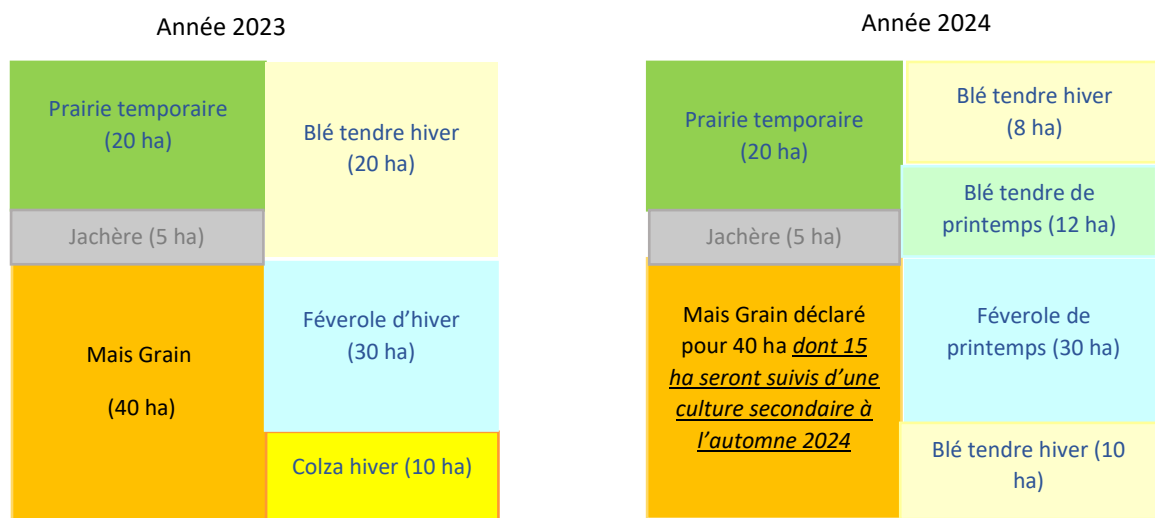 Année 2023
Prairie temporaire
(20 ha)
Blé tendre hiver
(20 ha)
Jachère (5 ha)
Mais Grain
(40 ha)
Féverole d’hiver
(30 ha)
Colza hiver (10 ha)
Année 2024
Prairie temporaire
(20 ha)
Blé tendre hiver
(8 ha)
Blé tendre de
printemps (12 ha)
Jachère (5 ha)
Mais Grain déclaré
pour 40 ha dont 15
ha seront suivis d’une
culture secondaire à
l’automne 2024
Féverole de
printemps (30 ha)
Blé tendre hiver (10
ha)